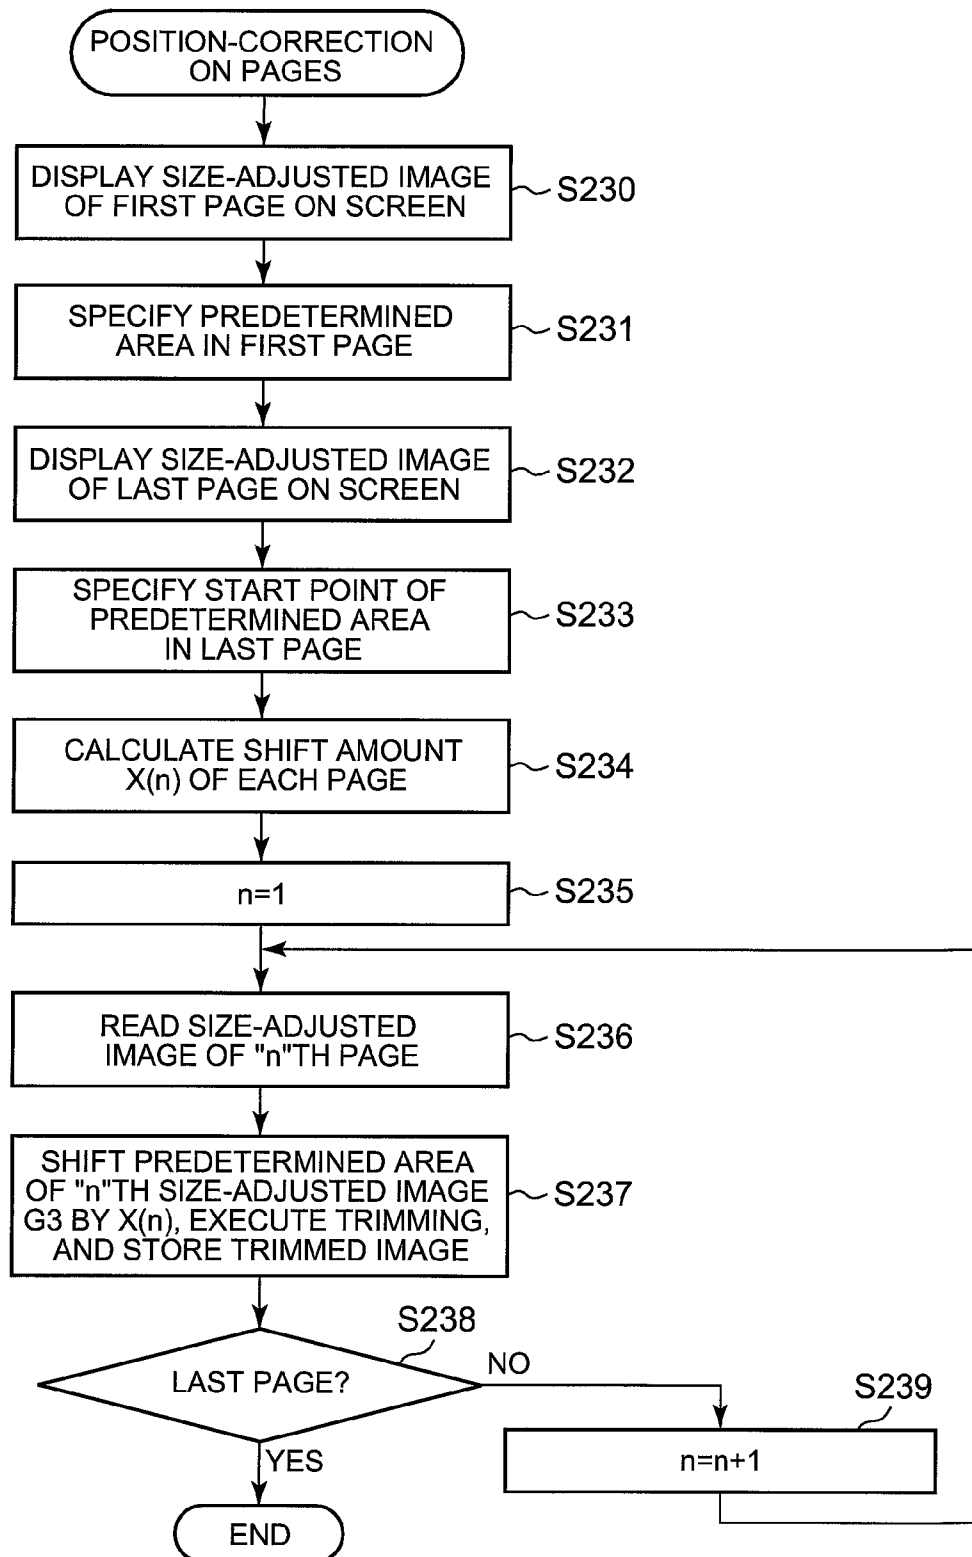 POSITION-CORRECTION
ON PAGES
DISPLAY SIZE-ADJUSTED IMAGE
OF FIRST PAGE ON SCREEN
S230
SPECIFY PREDETERMINED
AREA IN FIRST PAGE
S231
DISPLAY SIZE-ADJUSTED IMAGE
OF LAST PAGE ON SCREEN
S232
SPECIFY START POINT OF
PREDETERMINED AREA
IN LAST PAGE
S233
CALCULATE SHIFT AMOUNT
X(n) OF EACH PAGE
S234
n=1
S235
READ SIZE-ADJUSTED
IMAGE OF "n"TH PAGE
S236
SHIFT PREDETERMINED AREA
OF "n"TH SIZE-ADJUSTED IMAGE
G3 BY X(n), EXECUTE TRIMMING,
AND STORE TRIMMED IMAGE
S237
S238
LAST PAGE?
NO
S239
n=n+1
YES
END